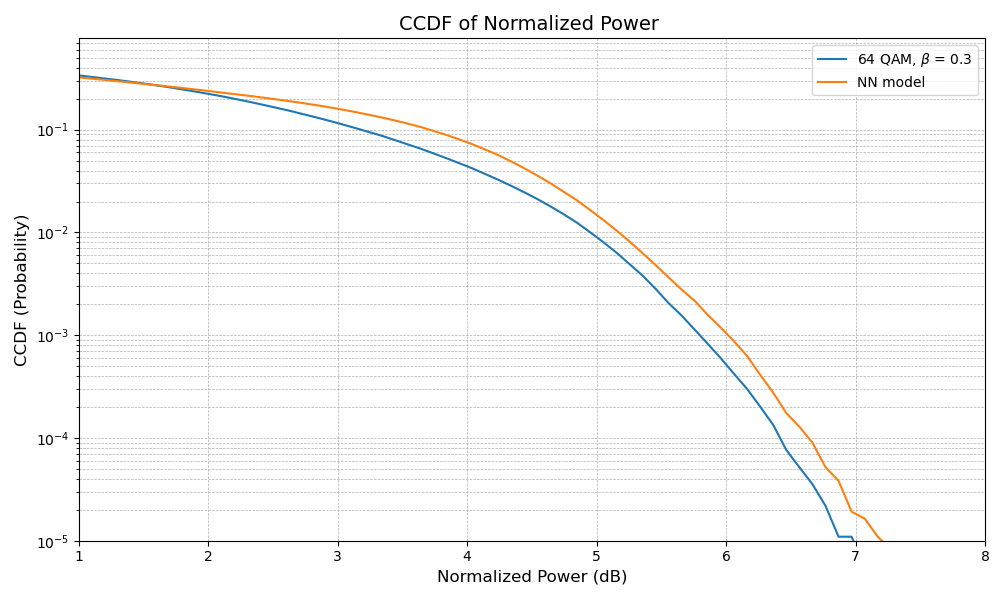 CCDF of Normalized Power
64 QAM, β = 0.3
NN model
CCDF (Probability)
10⁻¹
10⁻²
10⁻³
10⁻⁴
10⁻⁵
1 2 3 4 5 6 7 8
Normalized Power (dB)